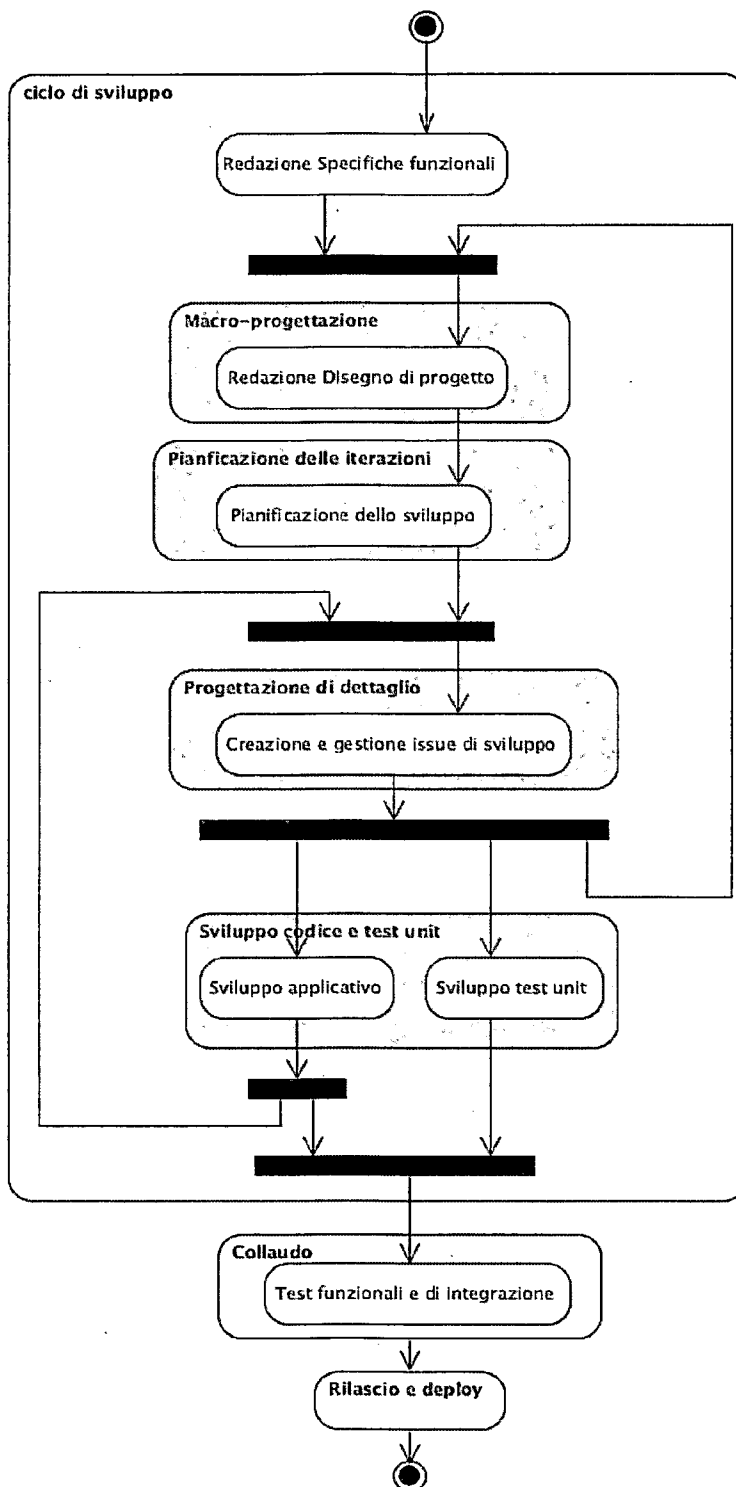 ciclo di sviluppo
Redazione Specifiche funzionali
Macro-progettazione
Redazione Disegno di progetto
Pianficazione delle iterazioni
Pianificazione dello sviluppo
Progettazione di dettaglio
Creazione e gestione issue di sviluppo
Sviluppo codice e test unit
Sviluppo applicativo
Sviluppo test unit
Collaudo
Test funzionali e di integrazione
Rilascio e deploy